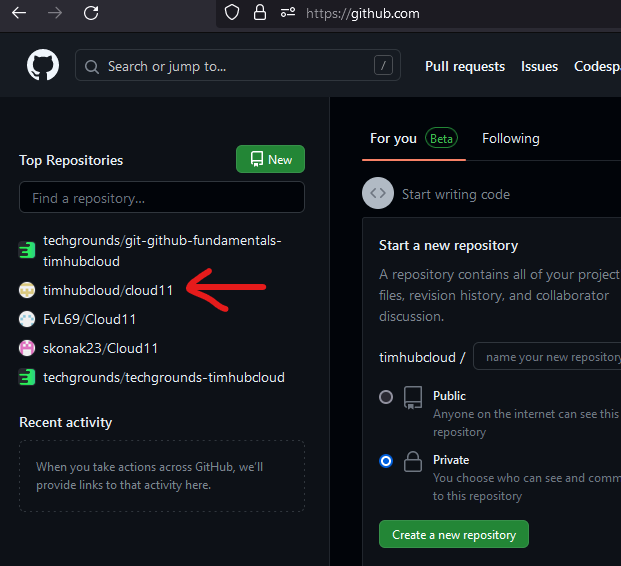 https://github.com
Search or jump to... /
Pull requests Issues Codesp
Top Repositories
New
Find a repository...
techgrounds/git-github-fundamentals-
timhubcloud
timhubcloud/cloud11
FvL69/Cloud11
skonak23/Cloud11
techgrounds/techgrounds-timhubcloud
Recent activity
When you take actions across GitHub, we'll
provide links to that activity here.
For you Beta Following
Start writing code
Start a new repository
A repository contains all of your project
files, revision history, and collaborator
discussion.
timhubcloud / name your new repository
Public
Anyone on the internet can see this
repository
Private
You choose who can see and comm
to this repository
Create a new repository